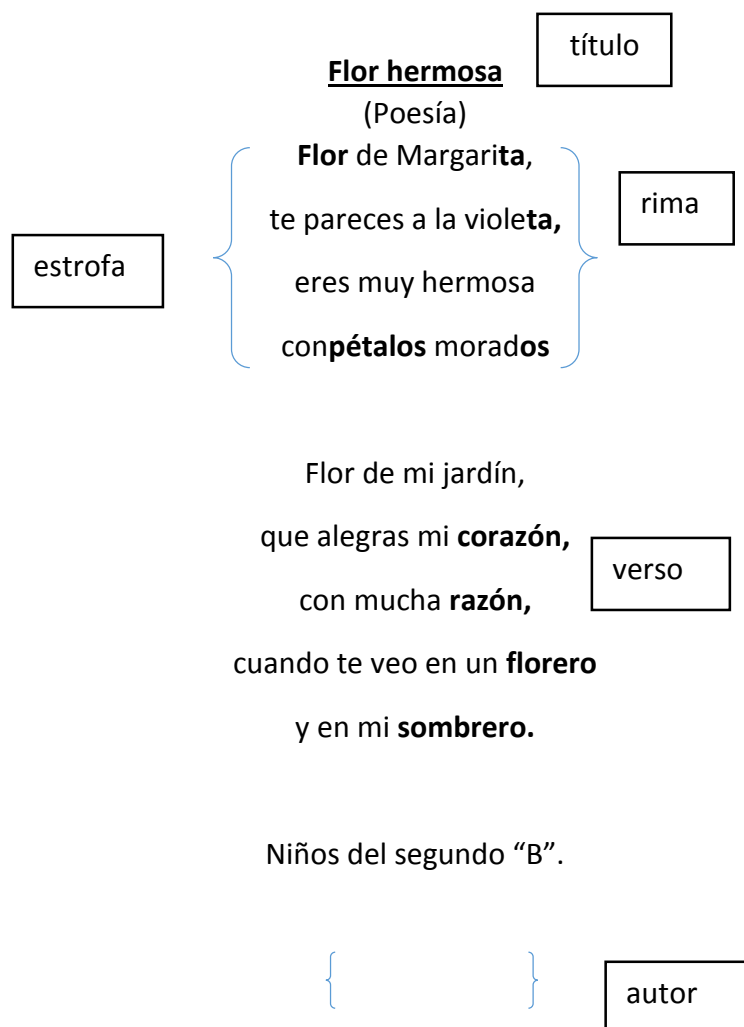 título
Flor hermosa
(Poesía)
Flor de Margarita,
rima
te pareces a la violeta,
estrofa
eres muy hermosa
conpétalos morados
Flor de mi jardín,
que alegras mi corazón,
verso
con mucha razón,
cuando te veo en un florero
y en mi sombrero.
Niños del segundo “B”.
autor